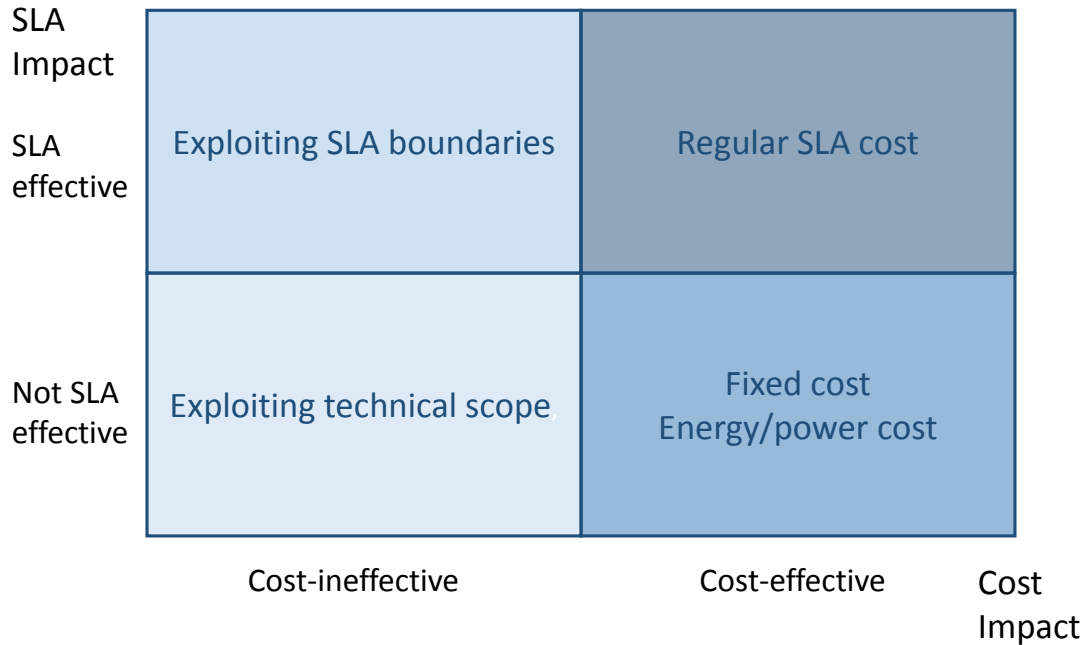 SLA
Impact
SLA
effective
Exploiting SLA boundaries
Regular SLA cost
Not SLA
effective
Exploiting technical scope,
Fixed cost
Energy/power cost
Cost-ineffective
Cost-effective
Cost
Impact